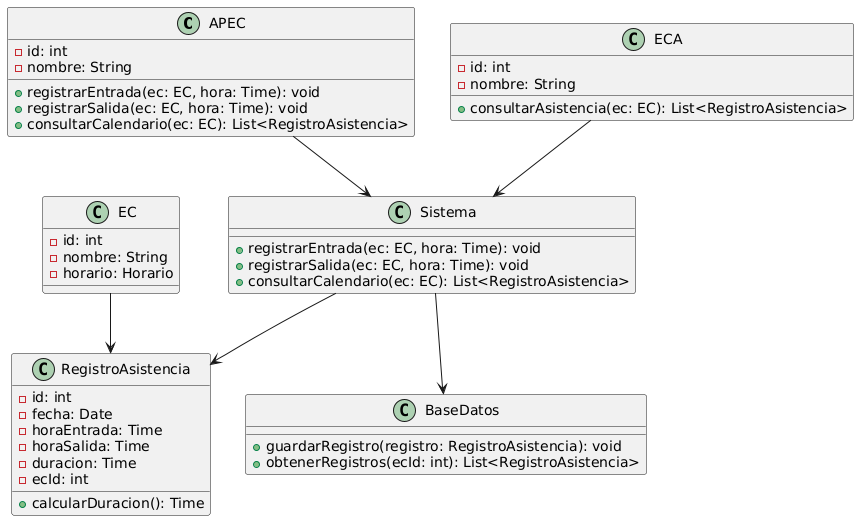 C APEC
id: int
nombre: String
registrarEntrada(ec: EC, hora: Time): void
registrarSalida(ec: EC, hora: Time): void
consultarCalendario(ec: EC): List<RegistroAsistencia>
C ECA
id: int
nombre: String
consultarAsistencia(ec: EC): List<RegistroAsistencia>
C EC
id: int
nombre: String
horario: Horario
C Sistema
registrarEntrada(ec: EC, hora: Time): void
registrarSalida(ec: EC, hora: Time): void
consultarCalendario(ec: EC): List<RegistroAsistencia>
C RegistroAsistencia
id: int
fecha: Date
horaEntrada: Time
horaSalida: Time
duracion: Time
ecId: int
calcularDuracion(): Time
C BaseDatos
guardarRegistro(registro: RegistroAsistencia): void
obtenerRegistros(ecId: int): List<RegistroAsistencia>